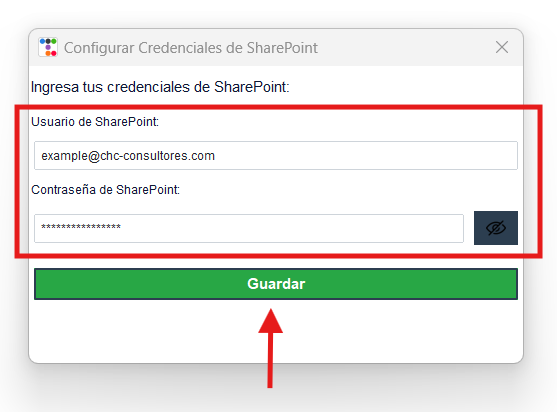 Configurar Credenciales de SharePoint
Ingresa tus credenciales de SharePoint:
Usuario de SharePoint:
example@chc-consultores.com
Contraseña de SharePoint:
****************
Guardar